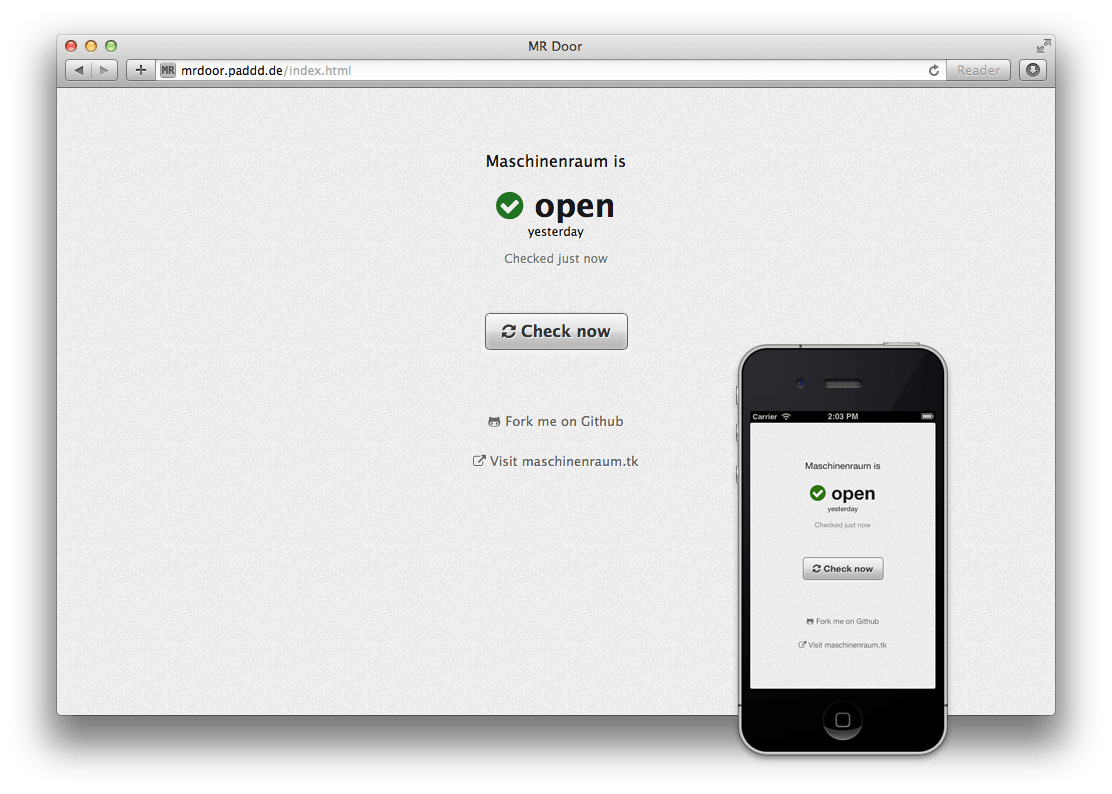 MR Door
MR mrdoor.paddd.de/index.html
Reader
Maschinenraum is
open
yesterday
Checked just now
Check now
Fork me on Github
Visit maschinenraum.tk
Carrier 2:03 PM
Maschinenraum is
open
yesterday
Checked just now
Check now
Fork me on Github
Visit maschinenraum.tk